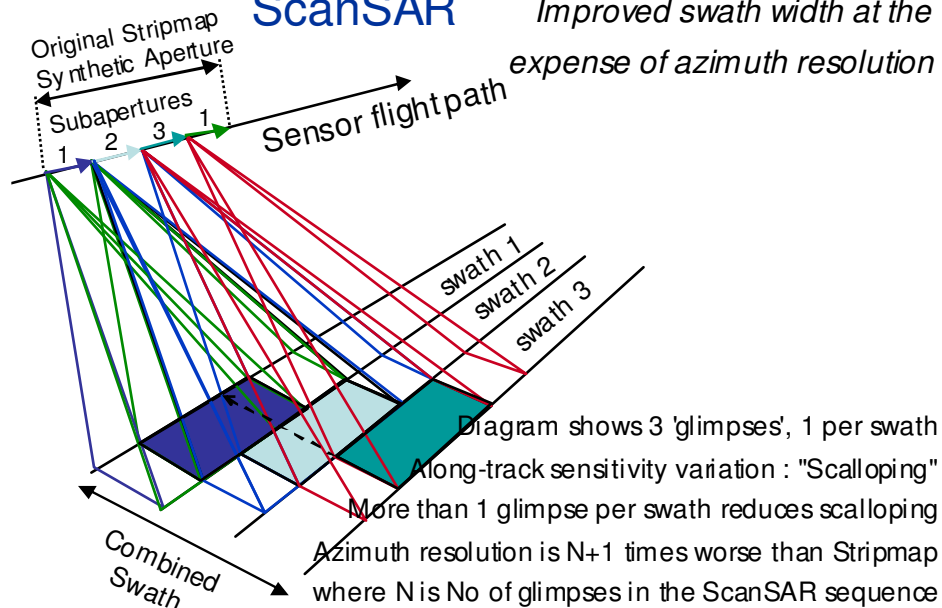 ScanSAR
Improved swath width at the
expense of azimuth resolution
Original Stripmap
Synthetic Aperture
Subapertures
1
2
3
1
Sensor flight path
swath 1
swath 2
swath 3
Diagram shows 3 'glimpses', 1 per swath
Along-track sensitivity variation : "Scalloping"
More than 1 glimpse per swath reduces scalloping
Azimuth resolution is N+1 times worse than Stripmap
where N is No of glimpses in the ScanSAR sequence
Combined
Swath